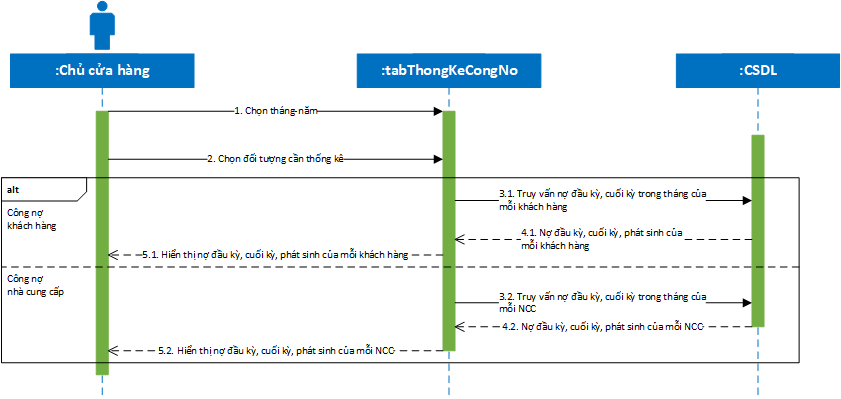 :Chủ cửa hàng
:tabThongKeCongNo
:CSDL
1. Chọn tháng-năm
2. Chọn đối tượng cần thống kê
alt
Công nợ
khách hàng
3.1. Truy vấn nợ đầu kỳ, cuối kỳ trong tháng của
mỗi khách hàng
4.1. Nợ đầu kỳ, cuối kỳ, phát sinh của
mỗi khách hàng
5.1. Hiển thị nợ đầu kỳ, cuối kỳ, phát sinh của mỗi khách hàng
Công nợ
nhà cung cấp
3.2. Truy vấn nợ đầu kỳ, cuối kỳ trong tháng của
mỗi NCC
4.2. Nợ đầu kỳ, cuối kỳ, phát sinh của mỗi NCC
5.2. Hiển thị nợ đầu kỳ, cuối kỳ, phát sinh của mỗi NCC